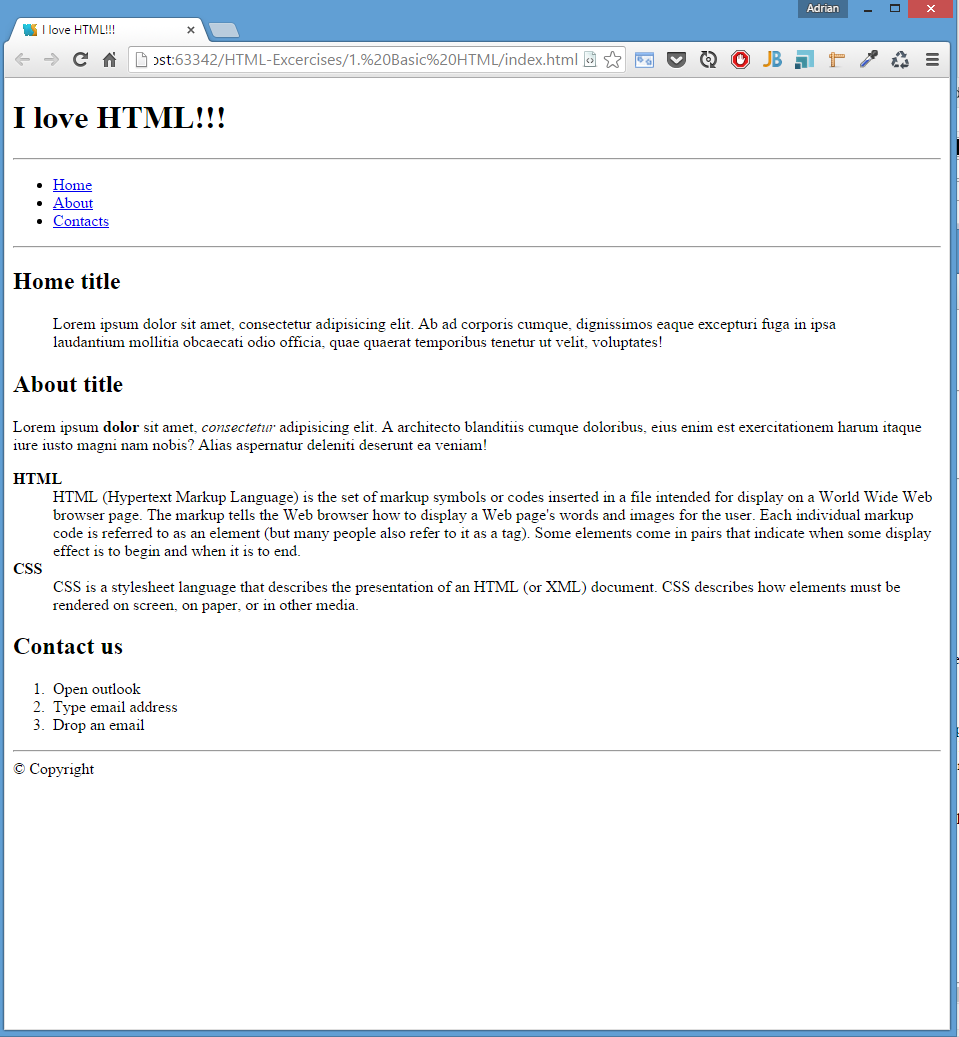 Adrian
I love HTML!!!
ost:63342/HTML-Excercises/1.%20Basic%20HTML/index.html
JB
I love HTML!!!
Home
About
Contacts
Home title
Lorem ipsum dolor sit amet, consectetur adipisicing elit. Ab ad corporis cumque, dignissimos eaque excepturi fuga in ipsa
laudantium mollitia obcaecati odio officia, quae quaerat temporibus tenetur ut velit, voluptates!
About title
Lorem ipsum dolor sit amet, consectetur adipisicing elit. A architecto blanditiis cumque doloribus, eius enim est exercitationem harum itaque
iure iusto magni nam nobis? Alias aspernatur deleniti deserunt ea veniam!
HTML
HTML (Hypertext Markup Language) is the set of markup symbols or codes inserted in a file intended for display on a World Wide Web
browser page. The markup tells the Web browser how to display a Web page's words and images for the user. Each individual markup
code is referred to as an element (but many people also refer to it as a tag). Some elements come in pairs that indicate when some display
effect is to begin and when it is to end.
CSS
CSS is a stylesheet language that describes the presentation of an HTML (or XML) document. CSS describes how elements must be
rendered on screen, on paper, or in other media.
Contact us
1. Open outlook
2. Type email address
3. Drop an email
© Copyright